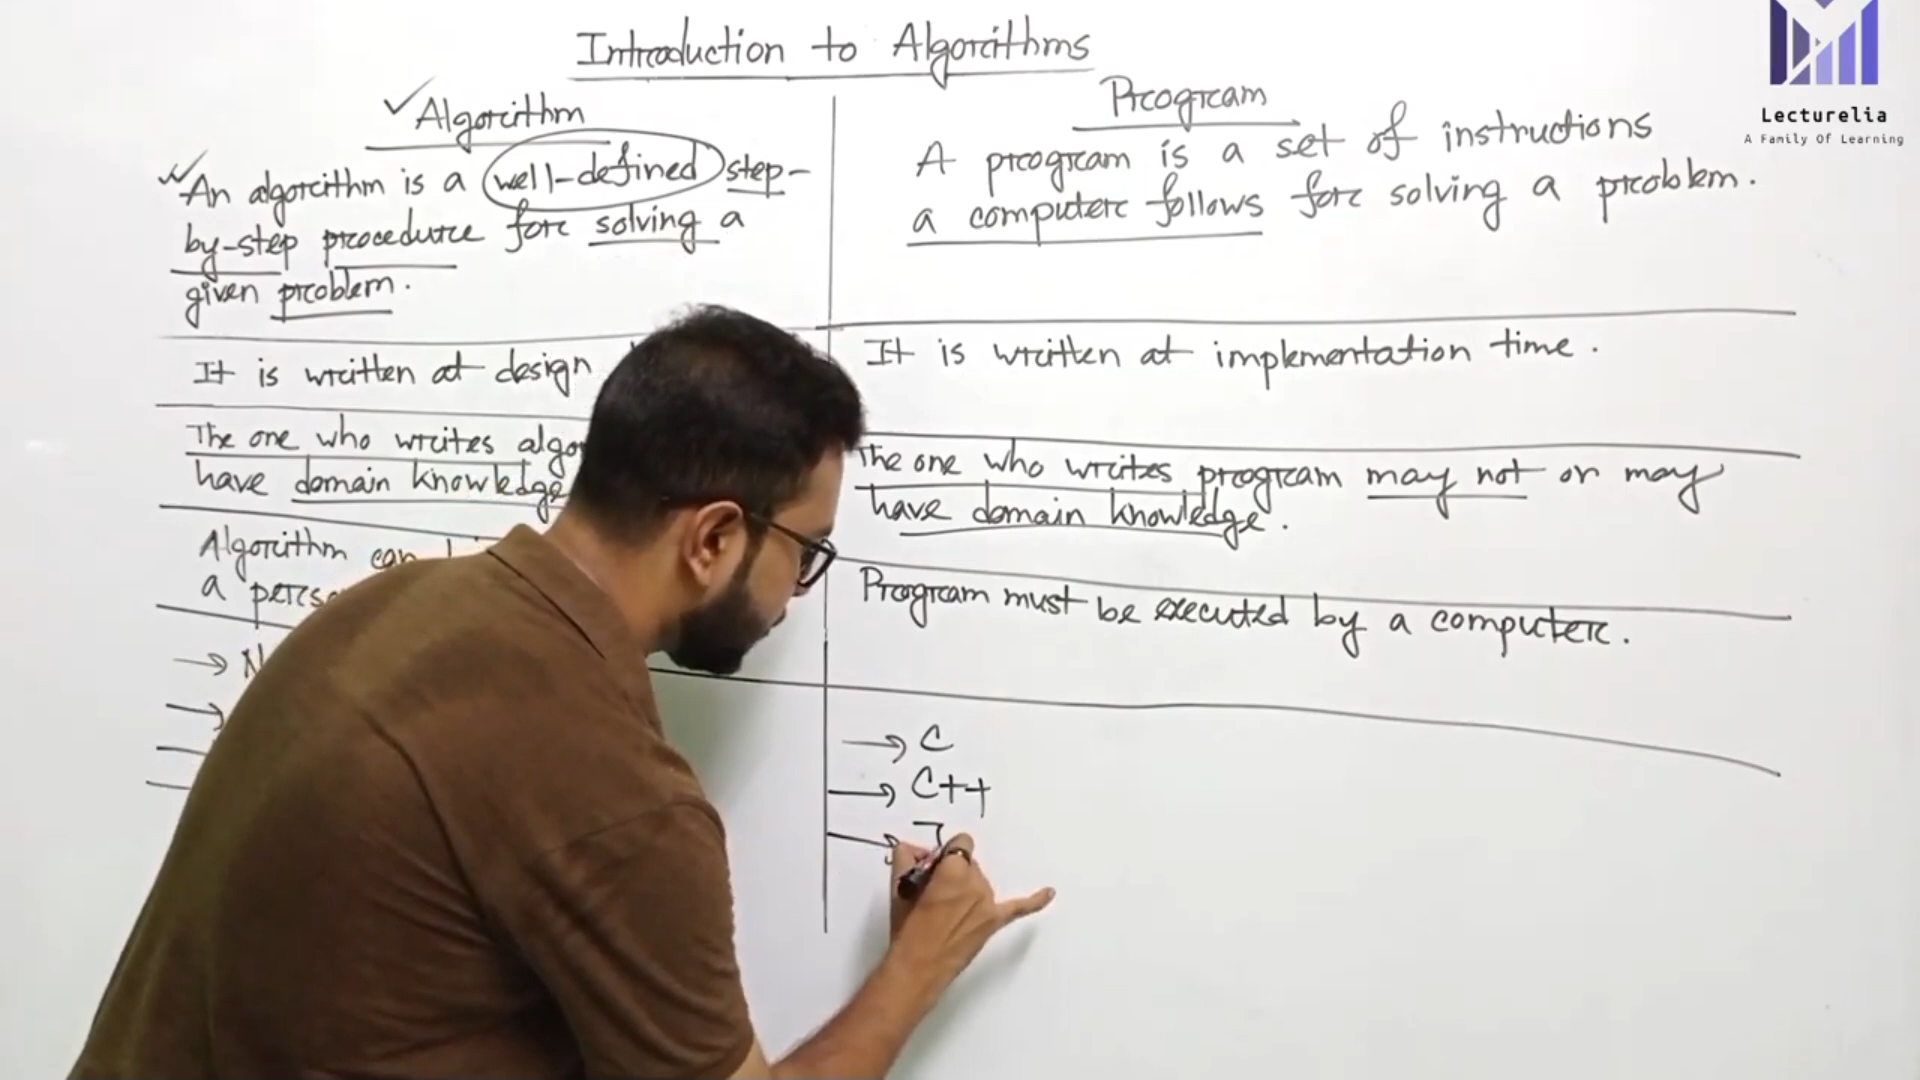 Introduction to Algorithms
Algorithm
An algorithm is a well-defined step-
by-step procedure for solving a
given problem.
It is written at design
The one who writes
have domain knowledge
Algorithm can
a
Program
A program is a set of instructions
a computer follows for solving a problem.
It is written at implementation time.
The one who writes program may not or may
have domain knowledge.
Program must be executed by a computer.
→ C
→ C++
→ J
Lecturelia
A Family Of Learning